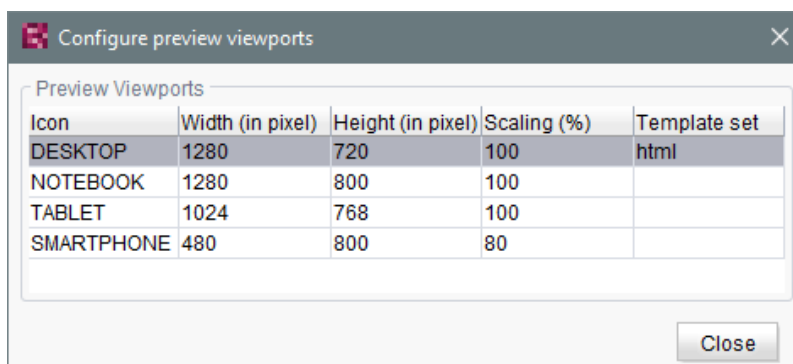 Configure preview viewports
Preview Viewports
Icon Width (in pixel) Height (in pixel) Scaling (%) Template set
DESKTOP 1280 720 100 html
NOTEBOOK 1280 800 100
TABLET 1024 768 100
SMARTPHONE 480 800 80
Close